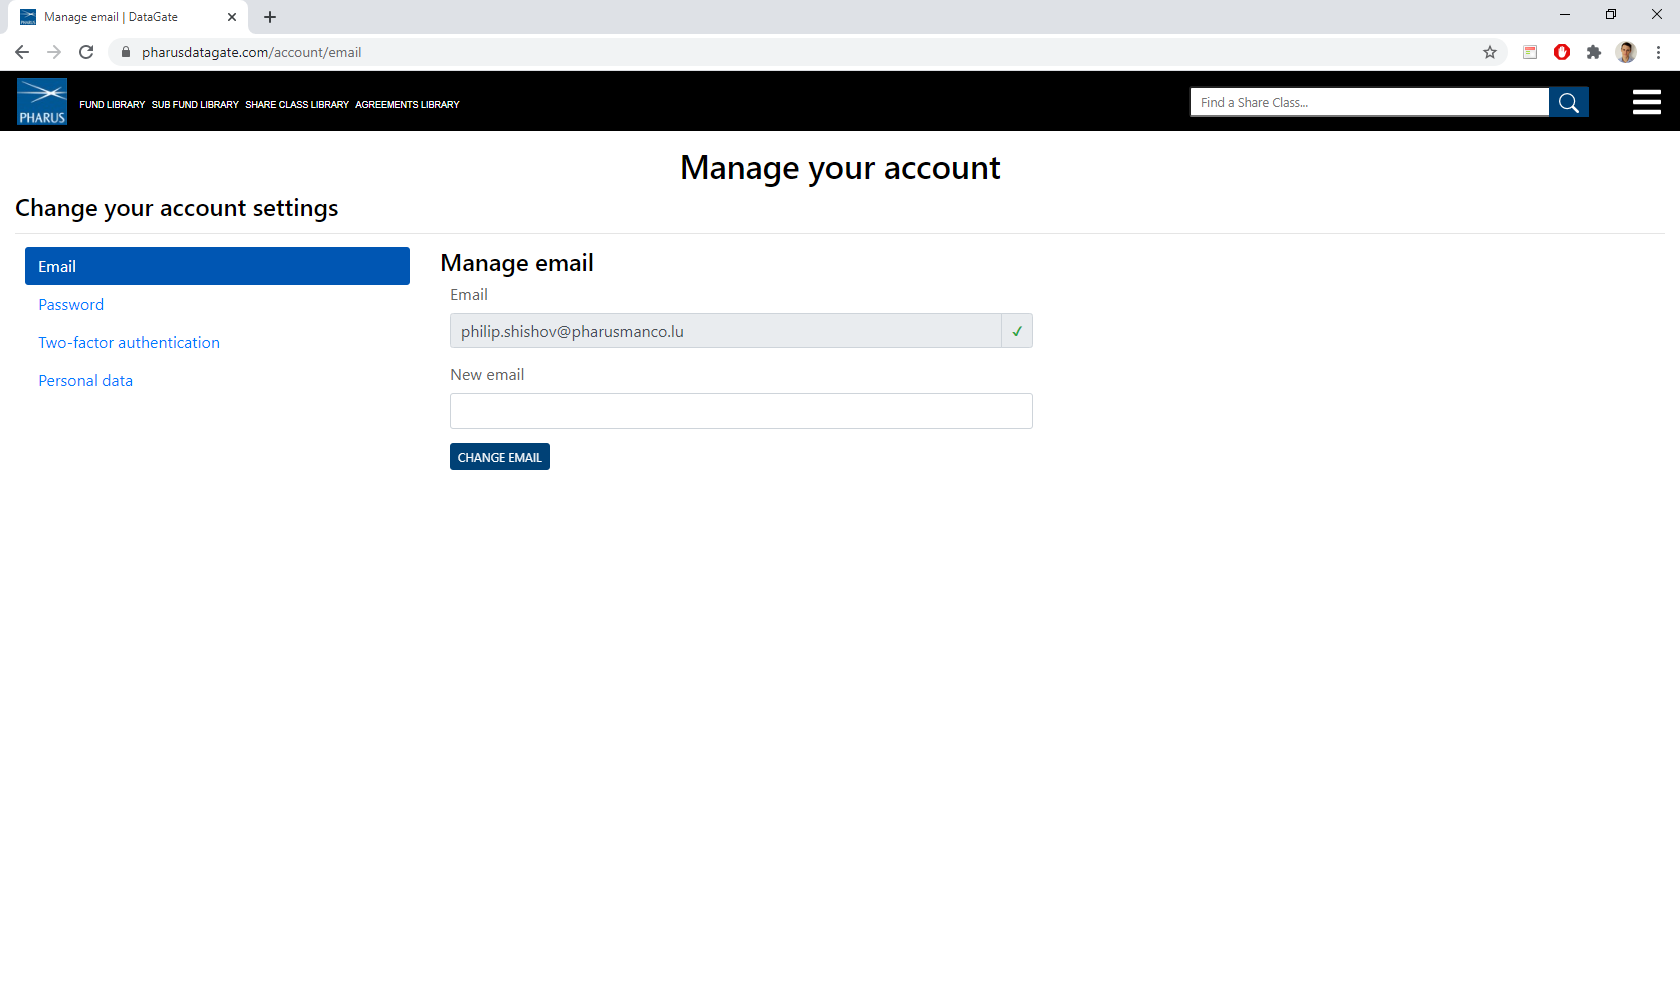 Manage email | DataGate
pharusdatagate.com/account/email
PHARUS
FUND LIBRARY SUB FUND LIBRARY SHARE CLASS LIBRARY AGREEMENTS LIBRARY
Find a Share Class...
Manage your account
Change your account settings
Email
Password
Two-factor authentication
Personal data
Manage email
Email
philip.shishov@pharusmanco.lu
New email
CHANGE EMAIL